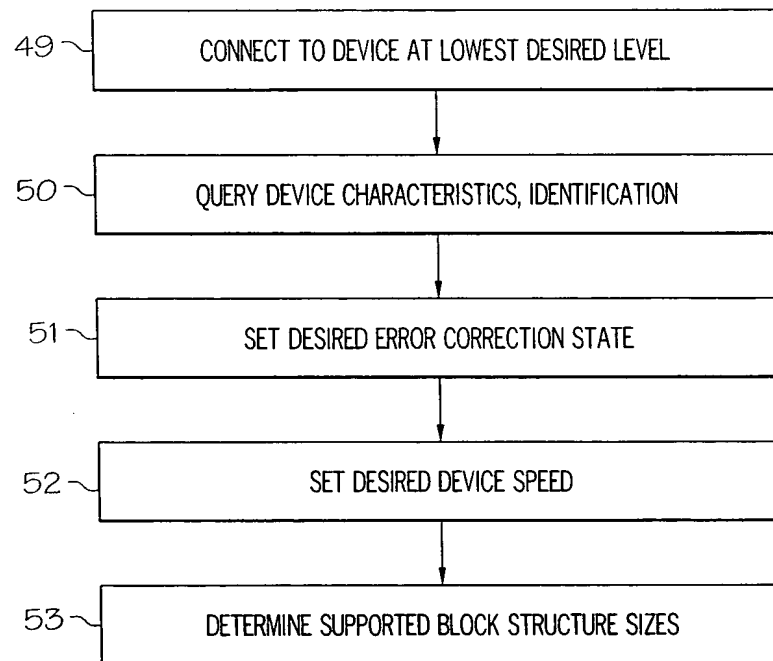 49 CONNECT TO DEVICE AT LOWEST DESIRED LEVEL
50 QUERY DEVICE CHARACTERISTICS, IDENTIFICATION
51 SET DESIRED ERROR CORRECTION STATE
52 SET DESIRED DEVICE SPEED
53 DETERMINE SUPPORTED BLOCK STRUCTURE SIZES